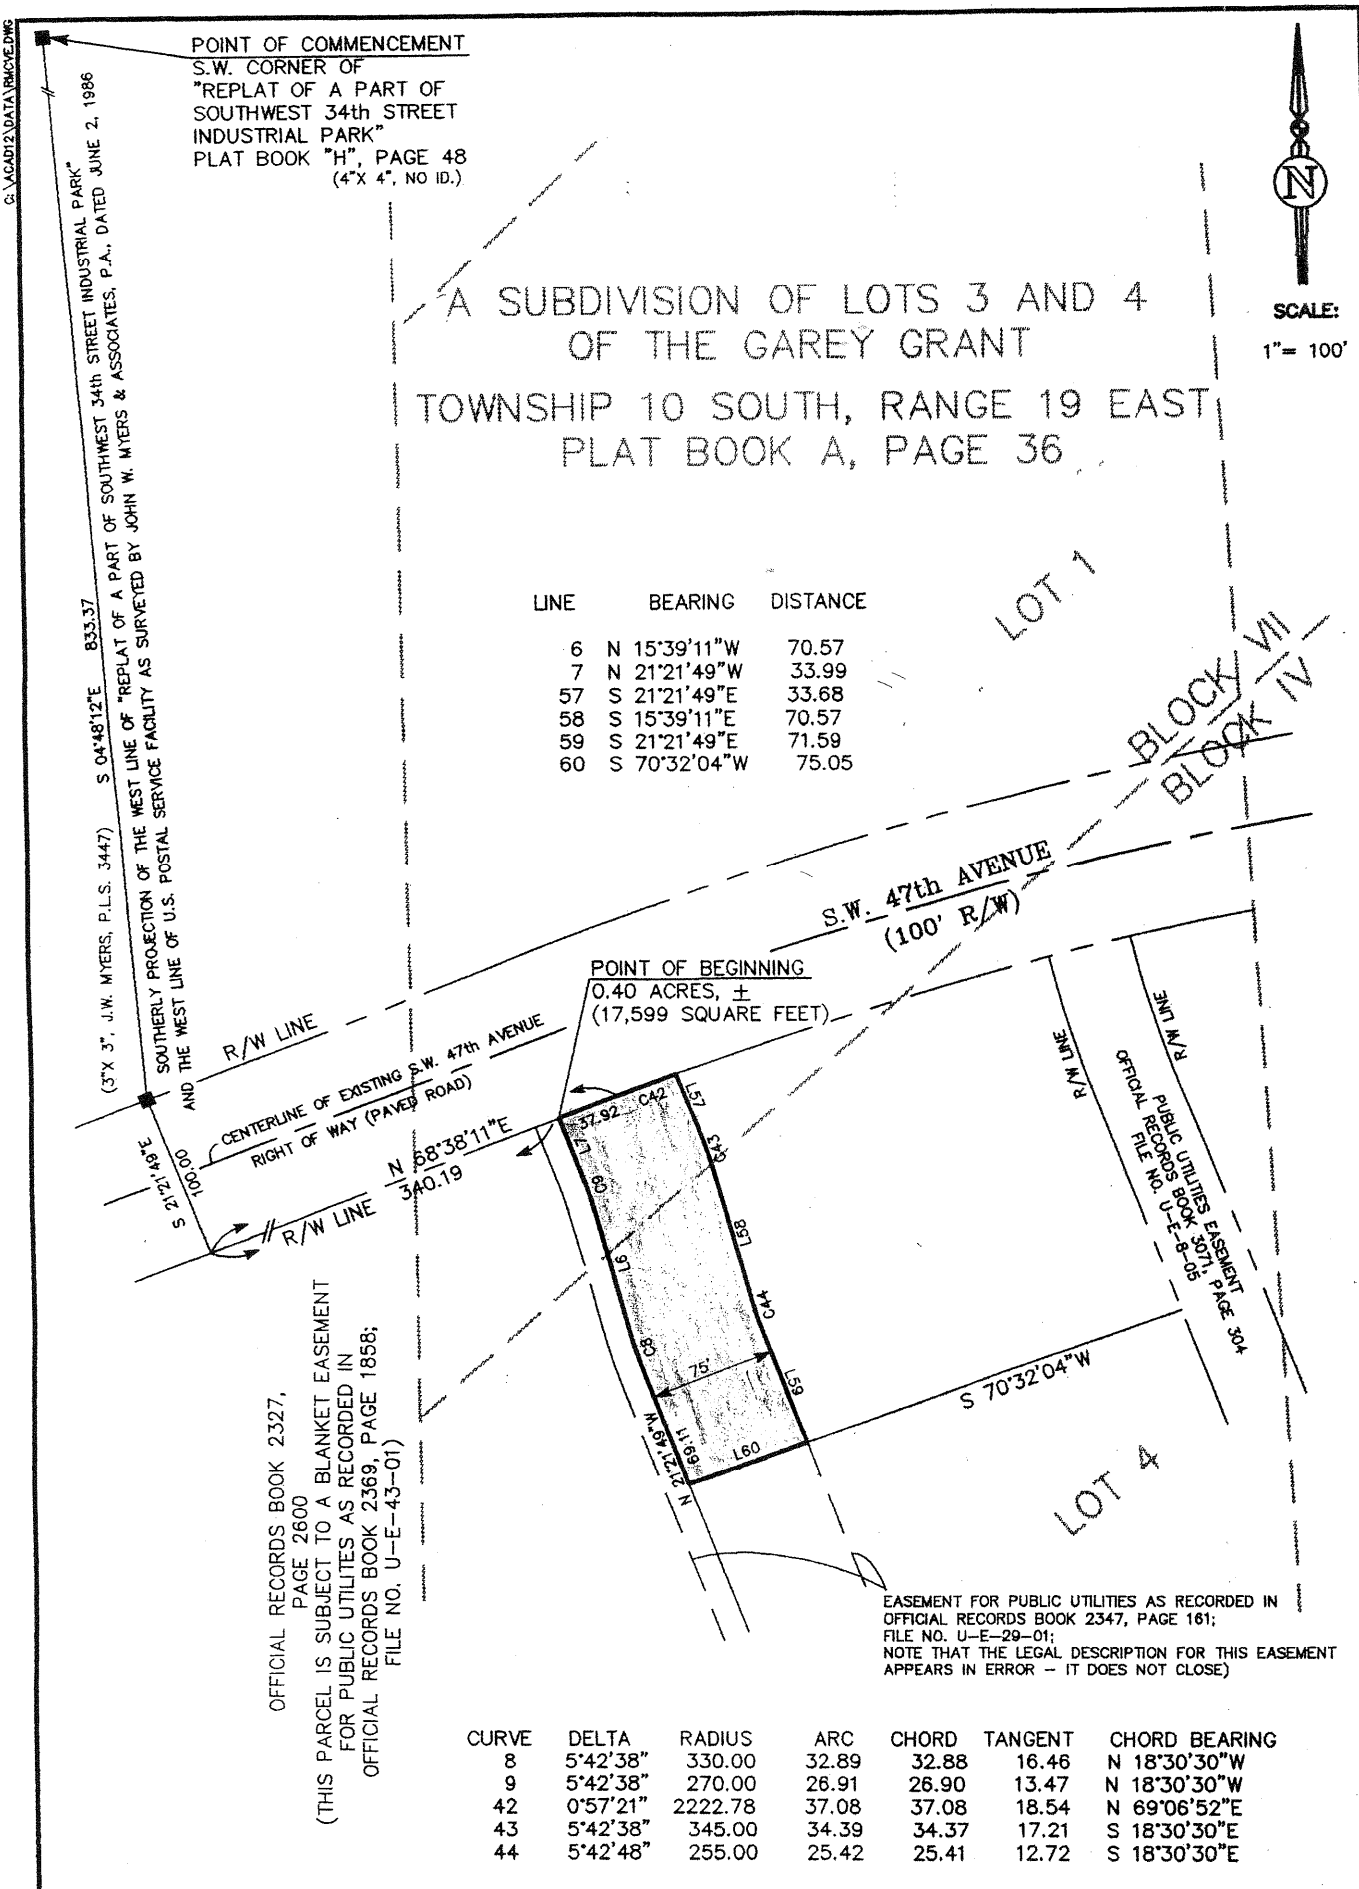 C:\ACAD12\DATA\RMCVE.DWG
POINT OF COMMENCEMENT
S.W. CORNER OF
"REPLAT OF A PART OF
SOUTHWEST 34th STREET
INDUSTRIAL PARK"
PLAT BOOK "H", PAGE 48
(4"X 4", NO ID.)
N
SCALE:
1"= 100'
A SUBDIVISION OF LOTS 3 AND 4
OF THE GAREY GRANT
TOWNSHIP 10 SOUTH, RANGE 19 EAST
PLAT BOOK A, PAGE 36
(3"X 3", J.W. MYERS, P.L.S. 3447) S 04°48'12"E 833.37
SOUTHERLY PROJECTION OF THE WEST LINE OF "REPLAT OF A PART OF SOUTHWEST 34th STREET INDUSTRIAL PARK"
AND THE WEST LINE OF U.S. POSTAL SERVICE FACILITY AS SURVEYED BY JOHN W. MYERS & ASSOCIATES, P.A., DATED JUNE 2, 1986
LINE BEARING DISTANCE
6 N 15°39'11"W 70.57
7 N 21°21'49"W 33.99
57 S 21°21'49"E 33.68
58 S 15°39'11"E 70.57
59 S 21°21'49"E 71.59
60 S 70°32'04"W 75.05
LOT 1
BLOCK VII
BLOCK IV
S.W. 47th AVENUE
(100' R/W)
POINT OF BEGINNING
0.40 ACRES, ±
(17,599 SQUARE FEET)
R/W LINE
CENTERLINE OF EXISTING S.W. 47th AVENUE
RIGHT OF WAY (PAVED ROAD)
S 21°21'49"E
100.00
N 68°38'11"E
340.19
R/W LINE
37.92
C42
L57
L7
C43
C9
L58
L6
C44
C8
75'
L59
N 21°21'49"W
69.11
L60
R/W LINE
R/W LINE
PUBLIC UTILITIES EASEMENT
OFFICIAL RECORDS BOOK 3071, PAGE 304
FILE NO. U-E-8-05
S 70°32'04"W
LOT 4
OFFICIAL RECORDS BOOK 2327,
PAGE 2600
(THIS PARCEL IS SUBJECT TO A BLANKET EASEMENT
FOR PUBLIC UTILITES AS RECORDED IN
OFFICIAL RECORDS BOOK 2369, PAGE 1858;
FILE NO. U-E-43-01)
EASEMENT FOR PUBLIC UTILITIES AS RECORDED IN
OFFICIAL RECORDS BOOK 2347, PAGE 161;
FILE NO. U-E-29-01;
NOTE THAT THE LEGAL DESCRIPTION FOR THIS EASEMENT
APPEARS IN ERROR - IT DOES NOT CLOSE)
CURVE DELTA RADIUS ARC CHORD TANGENT CHORD BEARING
8 5°42'38" 330.00 32.89 32.88 16.46 N 18°30'30"W
9 5°42'38" 270.00 26.91 26.90 13.47 N 18°30'30"W
42 0°57'21" 2222.78 37.08 37.08 18.54 N 69°06'52"E
43 5°42'38" 345.00 34.39 34.37 17.21 S 18°30'30"E
44 5°42'48" 255.00 25.42 25.41 12.72 S 18°30'30"E